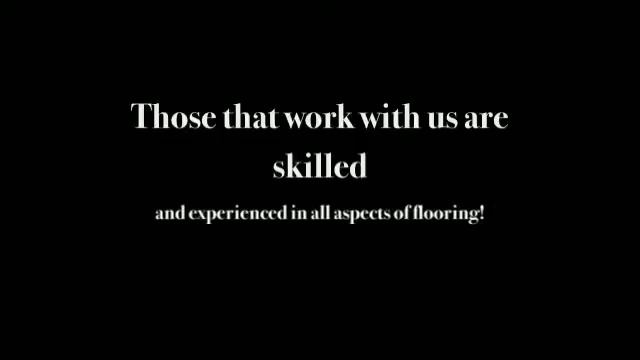 Those that work with us are
skilled
and experienced in all aspects of flooring!